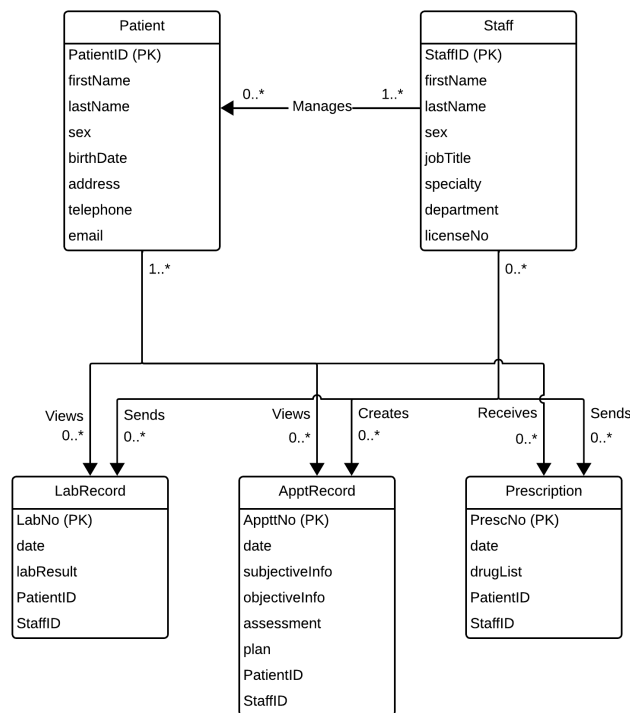 Patient
PatientID (PK)
firstName
lastName
sex
birthDate
address
telephone
email
Staff
StaffID (PK)
firstName
lastName
sex
jobTitle
specialty
department
licenseNo
0..*
Manages
1..*
1..*
0..*
Views
0..*
Sends
0..*
Views
0..*
Creates
0..*
Receives
0..*
Sends
0..*
LabRecord
LabNo (PK)
date
labResult
PatientID
StaffID
ApptRecord
AppttNo (PK)
date
subjectiveInfo
objectiveInfo
assessment
plan
PatientID
StaffID
Prescription
PrescNo (PK)
date
drugList
PatientID
StaffID